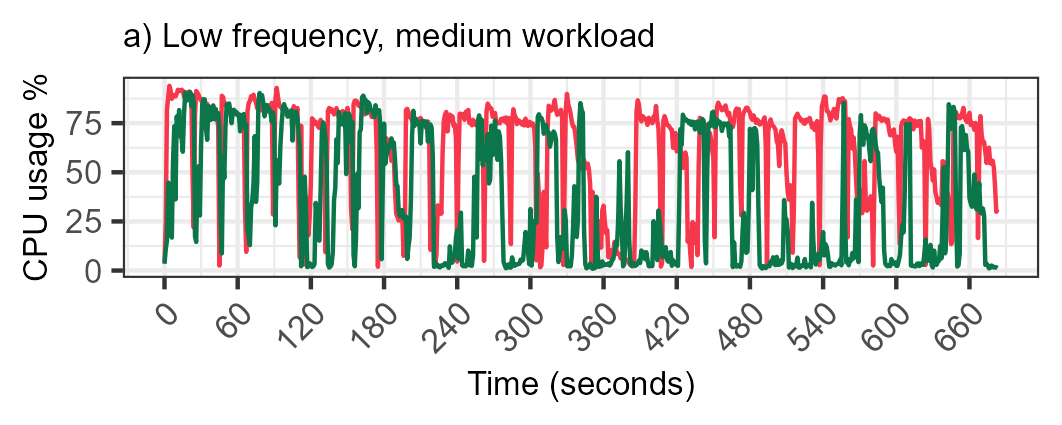 a) Low frequency, medium workload
CPU usage %
75
50
25
0
0 60 120 180 240 300 360 420 480 540 600 660
Time (seconds)